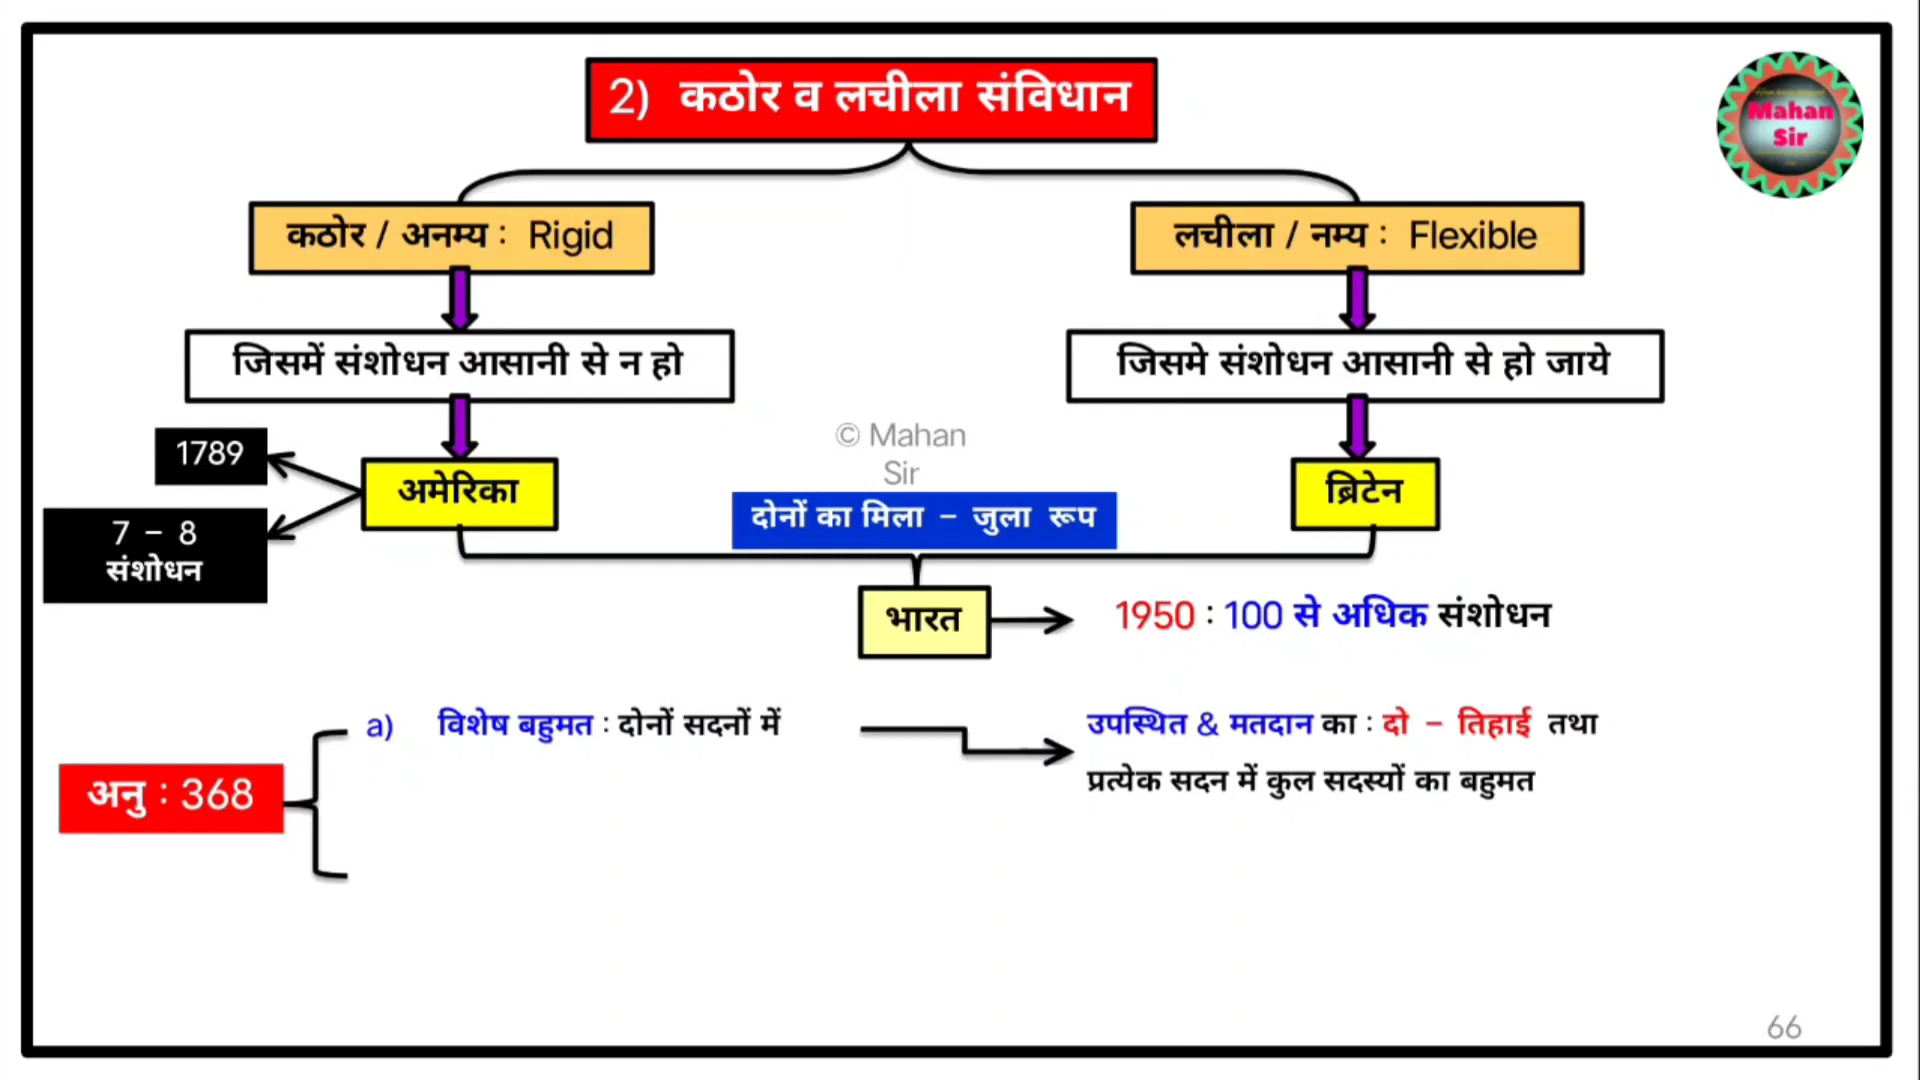 2) कठोर व लचीला संविधान
Mahan
Sir
कठोर / अनम्य : Rigid
लचीला / नम्य : Flexible
जिसमें संशोधन आसानी से न हो
जिसमे संशोधन आसानी से हो जाये
© Mahan
Sir
1789
अमेरिका
ब्रिटेन
7 – 8
संशोधन
दोनों का मिला – जुला रूप
भारत
1950 : 100 से अधिक संशोधन
a) विशेष बहुमत : दोनों सदनों में
उपस्थित & मतदान का : दो – तिहाई तथा
प्रत्येक सदन में कुल सदस्यों का बहुमत
अनु : 368
66